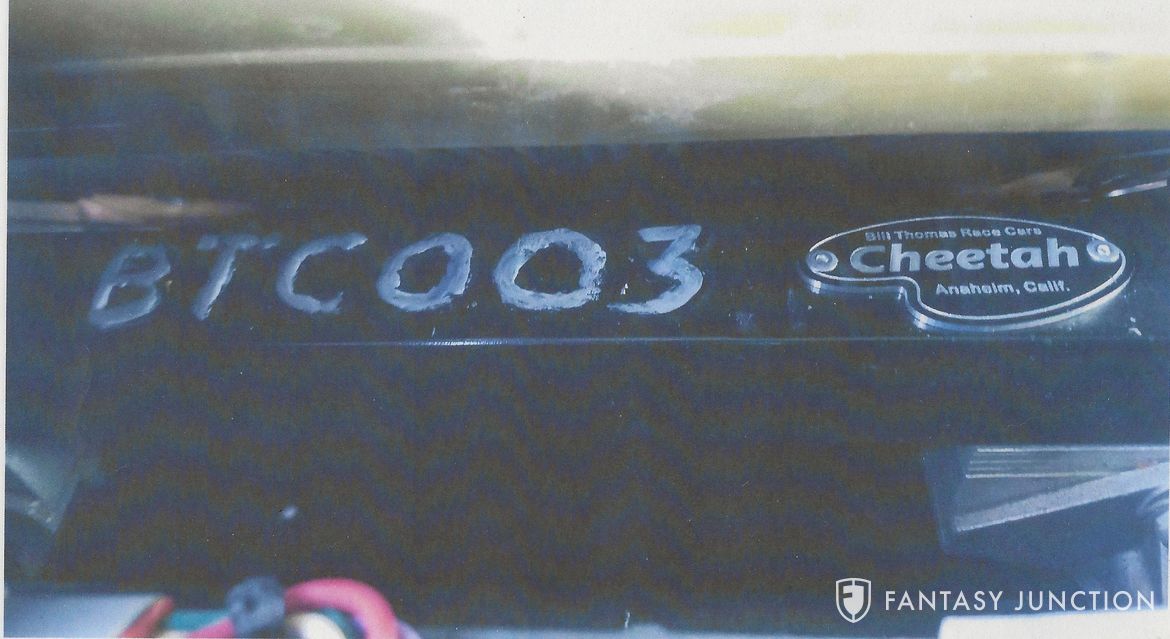 BTC003
Bill Thomas Race Cars
Cheetah
Anaheim, Calif.
FANTASY JUNCTION